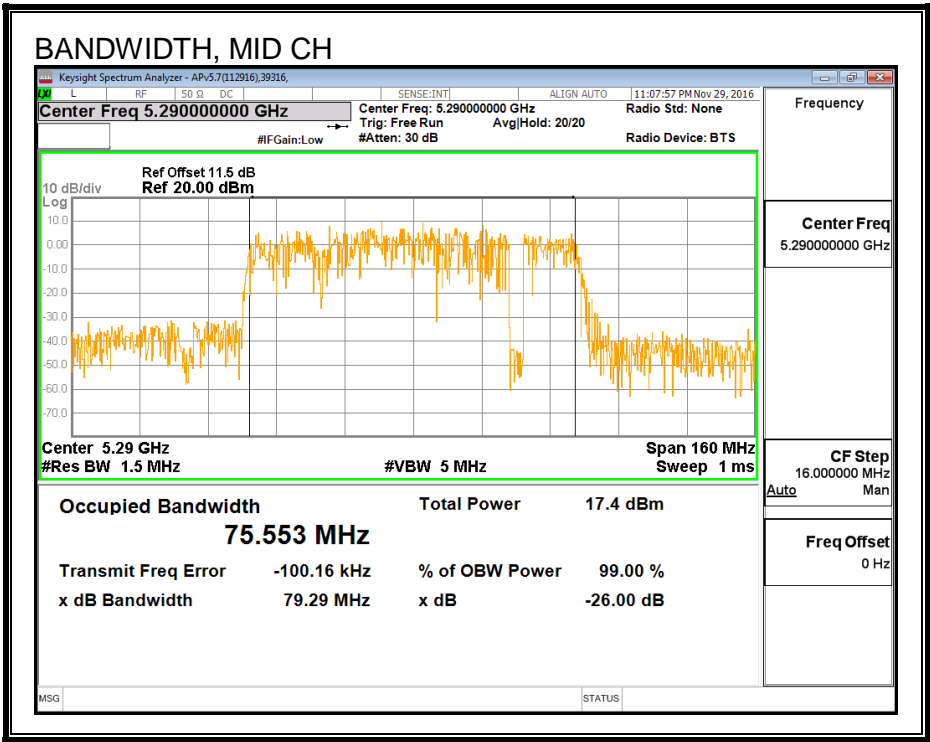 BANDWIDTH, MID CH
Keysight Spectrum Analyzer - APv5.7(112916),39316,
LXI L RF 50 Ω DC SENSE:INT ALIGN AUTO 11:07:57 PM Nov 29, 2016
Center Freq 5.290000000 GHz
Center Freq: 5.290000000 GHz Radio Std: None
Trig: Free Run Avg|Hold: 20/20
#IFGain:Low #Atten: 30 dB Radio Device: BTS
Ref Offset 11.5 dB
10 dB/div Ref 20.00 dBm
Log
10.0
0.00
-10.0
-20.0
-30.0
-40.0
-50.0
-60.0
-70.0
Center 5.29 GHz Span 160 MHz
#Res BW 1.5 MHz #VBW 5 MHz Sweep 1 ms
Occupied Bandwidth Total Power 17.4 dBm
75.553 MHz
Transmit Freq Error -100.16 kHz % of OBW Power 99.00 %
x dB Bandwidth 79.29 MHz x dB -26.00 dB
MSG STATUS
Frequency
Center Freq
5.290000000 GHz
CF Step
16.000000 MHz
Auto Man
Freq Offset
0 Hz